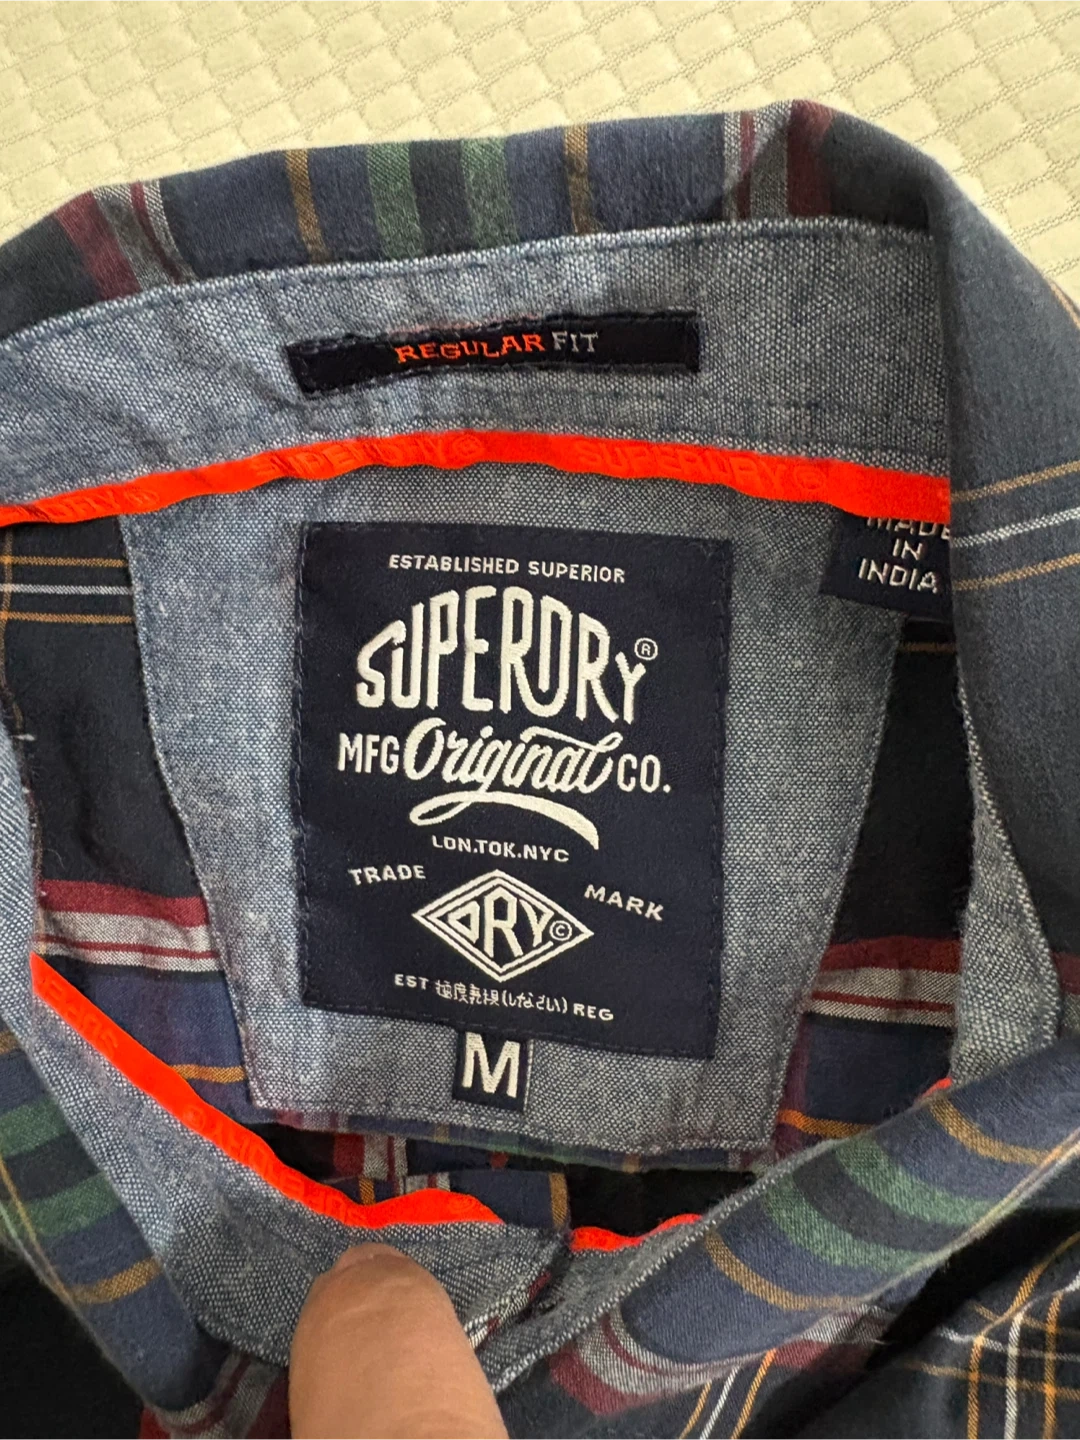 REGULAR FIT
SUPERDRY© SUPERDRY©
MADE
IN
INDIA
ESTABLISHED SUPERIOR
SUPERDRY®
MFG Original CO.
LDN.TOK.NYC
TRADE MARK
DRY©
EST 極度乾燥(しなさい) REG
M